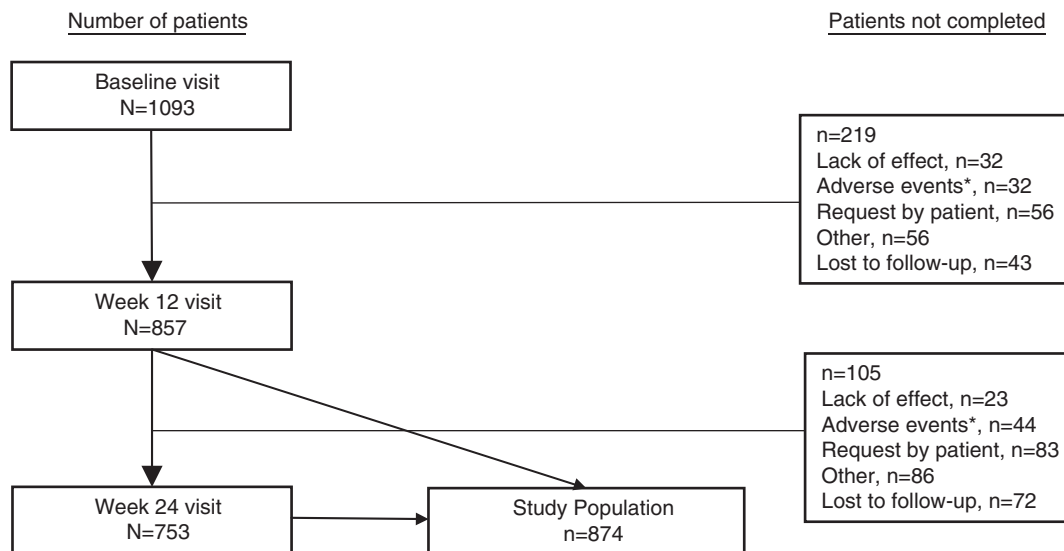 Number of patients
Patients not completed
Baseline visit
N=1093
n=219
Lack of effect, n=32
Adverse events*, n=32
Request by patient, n=56
Other, n=56
Lost to follow-up, n=43
Week 12 visit
N=857
n=105
Lack of effect, n=23
Adverse events*, n=44
Request by patient, n=83
Other, n=86
Lost to follow-up, n=72
Week 24 visit
N=753
Study Population
n=874